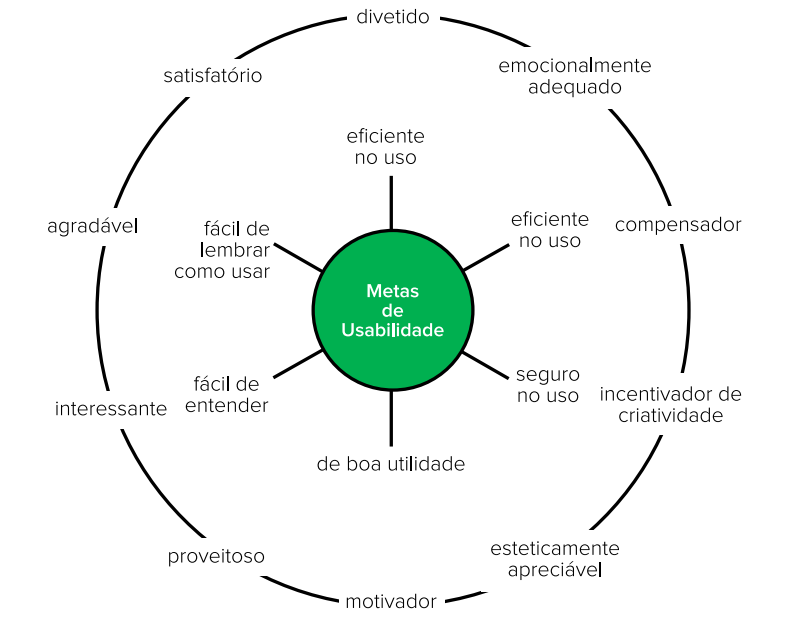 divetido
satisfatório
emocionalmente
adequado
eficiente
no uso
agradável
fácil de
lembrar
como usar
eficiente
no uso
compensador
Metas
de
Usabilidade
interessante
fácil de
entender
seguro
no uso
incentivador de
criatividade
de boa utilidade
proveitoso
esteticamente
apreciável
motivador